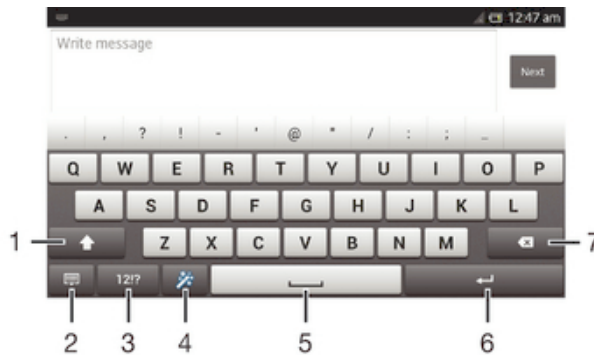 12:47 am
Write message
Next
. , ? ! - ' @ " / : ; _
Q W E R T Y U I O P
A S D F G H J K L
1 Z X C V B N M 7
12!?
2 3 4 5 6